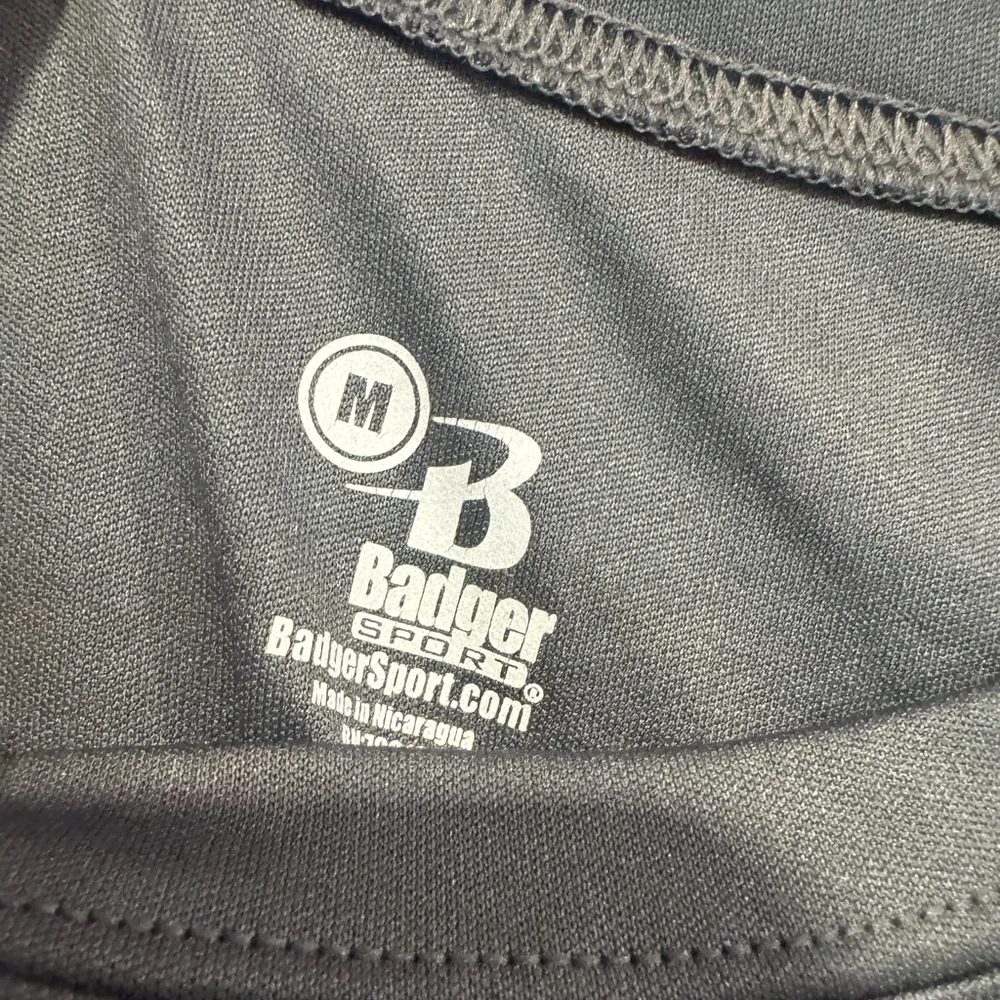 M
B
Badger
SPORT®
BadgerSport.com
Made in Nicaragua